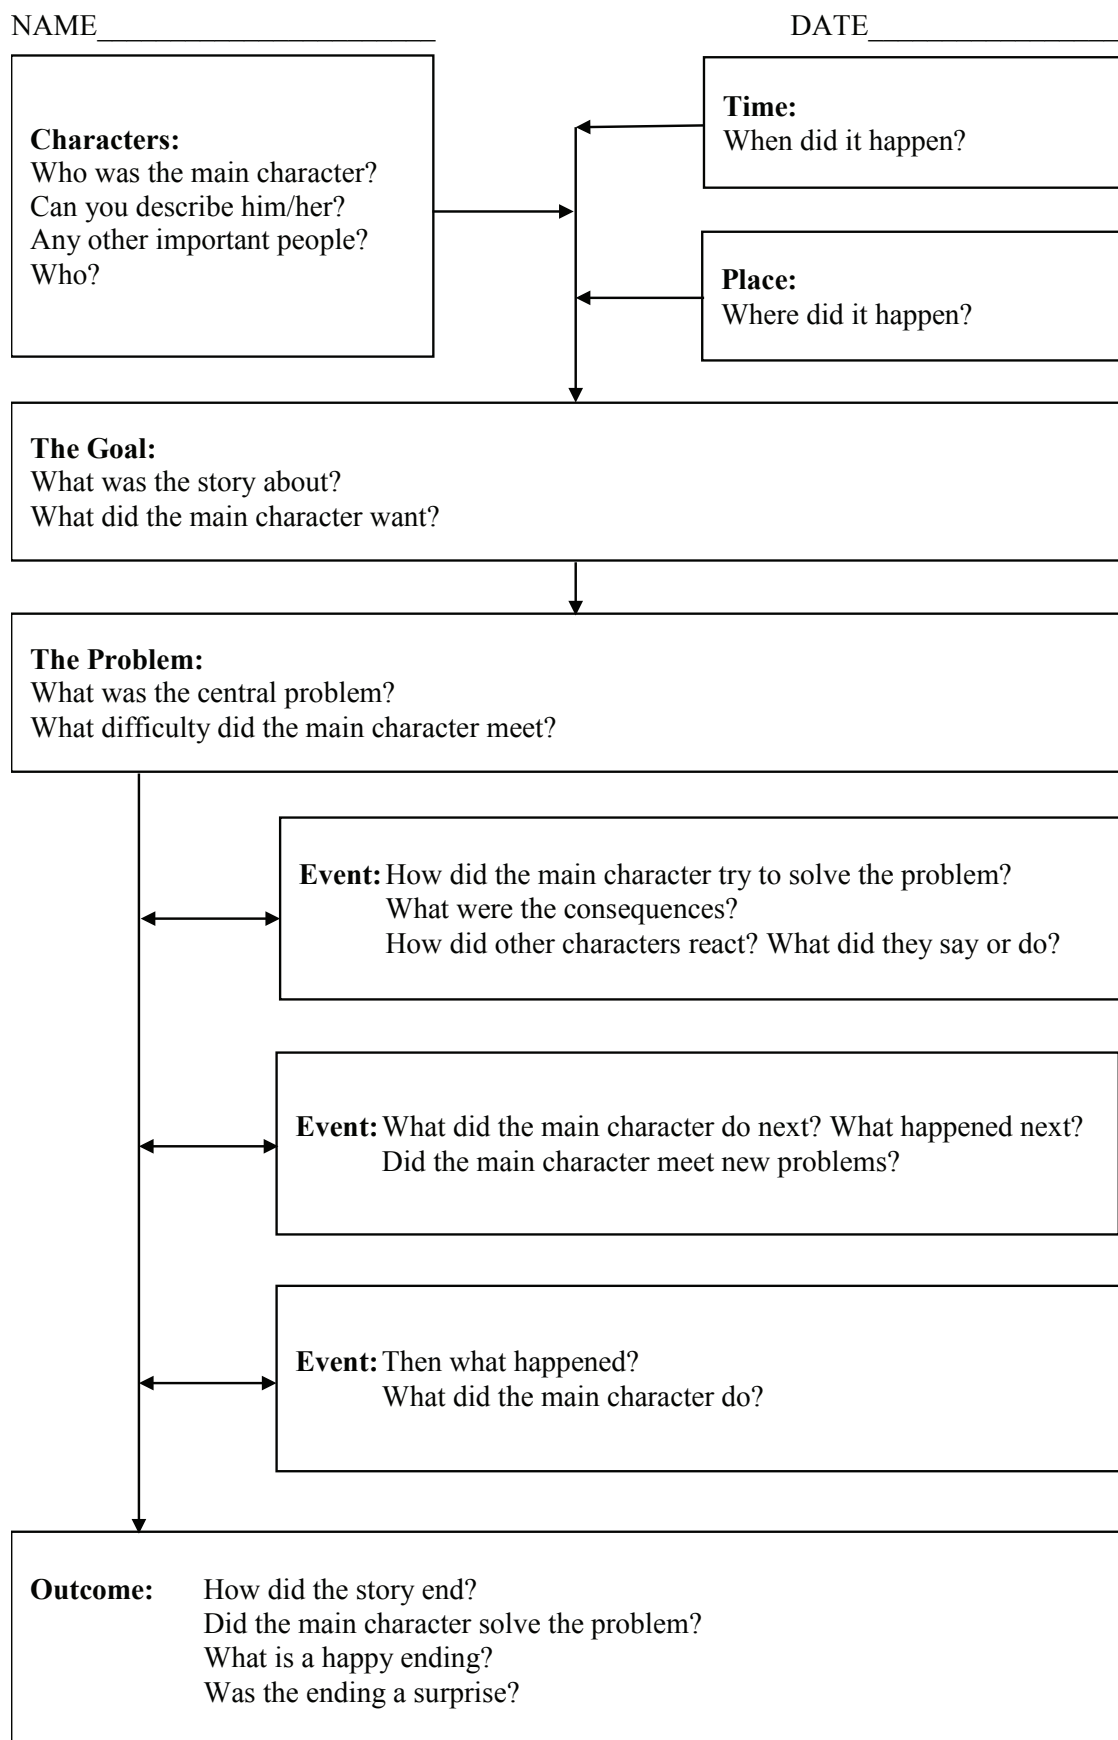 NAME_______________________ DATE_________________
Characters:
Who was the main character?
Can you describe him/her?
Any other important people?
Who?
Time:
When did it happen?
Place:
Where did it happen?
The Goal:
What was the story about?
What did the main character want?
The Problem:
What was the central problem?
What difficulty did the main character meet?
Event: How did the main character try to solve the problem?
What were the consequences?
How did other characters react? What did they say or do?
Event: What did the main character do next? What happened next?
Did the main character meet new problems?
Event: Then what happened?
What did the main character do?
Outcome: How did the story end?
Did the main character solve the problem?
What is a happy ending?
Was the ending a surprise?